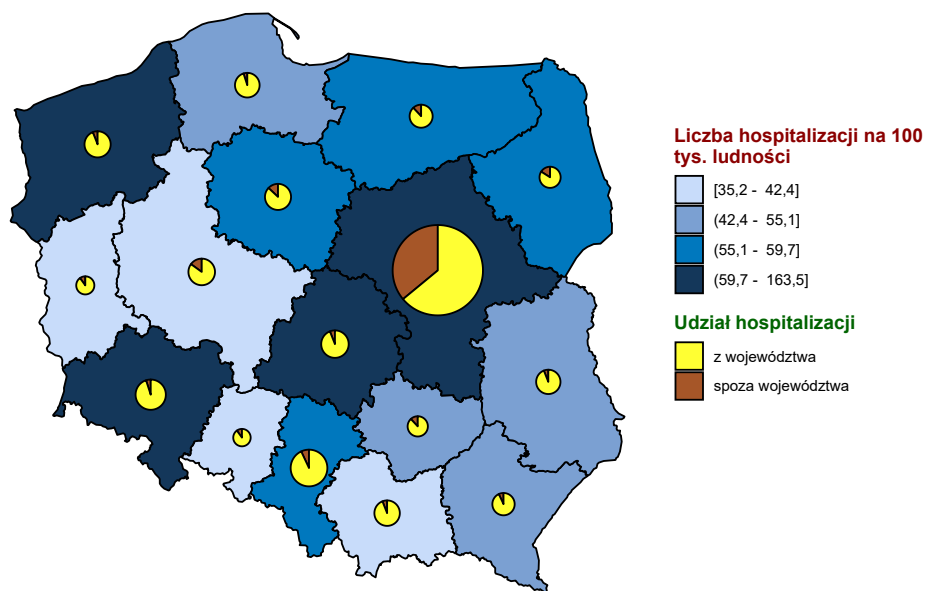 Liczba hospitalizacji na 100
tys. ludności
[35,2 - 42,4]
(42,4 - 55,1]
(55,1 - 59,7]
(59,7 - 163,5]
Udział hospitalizacji
z województwa
spoza województwa